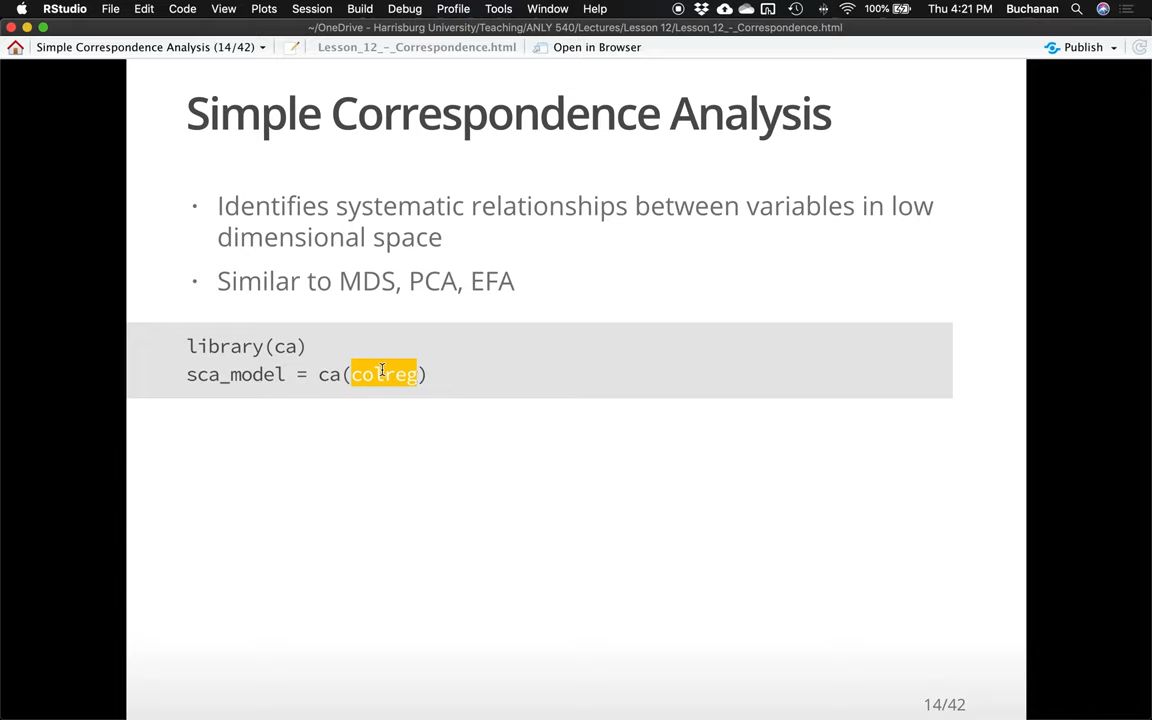 RStudio File Edit Code View Plots Session Build Debug Profile Tools Window Help 100% Thu 4:21 PM Buchanan
~/OneDrive - Harrisburg University/Teaching/ANLY 540/Lectures/Lesson 12/Lesson_12_-_Correspondence.html
Simple Correspondence Analysis (14/42) Lesson_12_-_Correspondence.html Open in Browser Publish
Simple Correspondence Analysis
• Identifies systematic relationships between variables in low
dimensional space
• Similar to MDS, PCA, EFA
library(ca)
sca_model = ca(colreg)
14/42